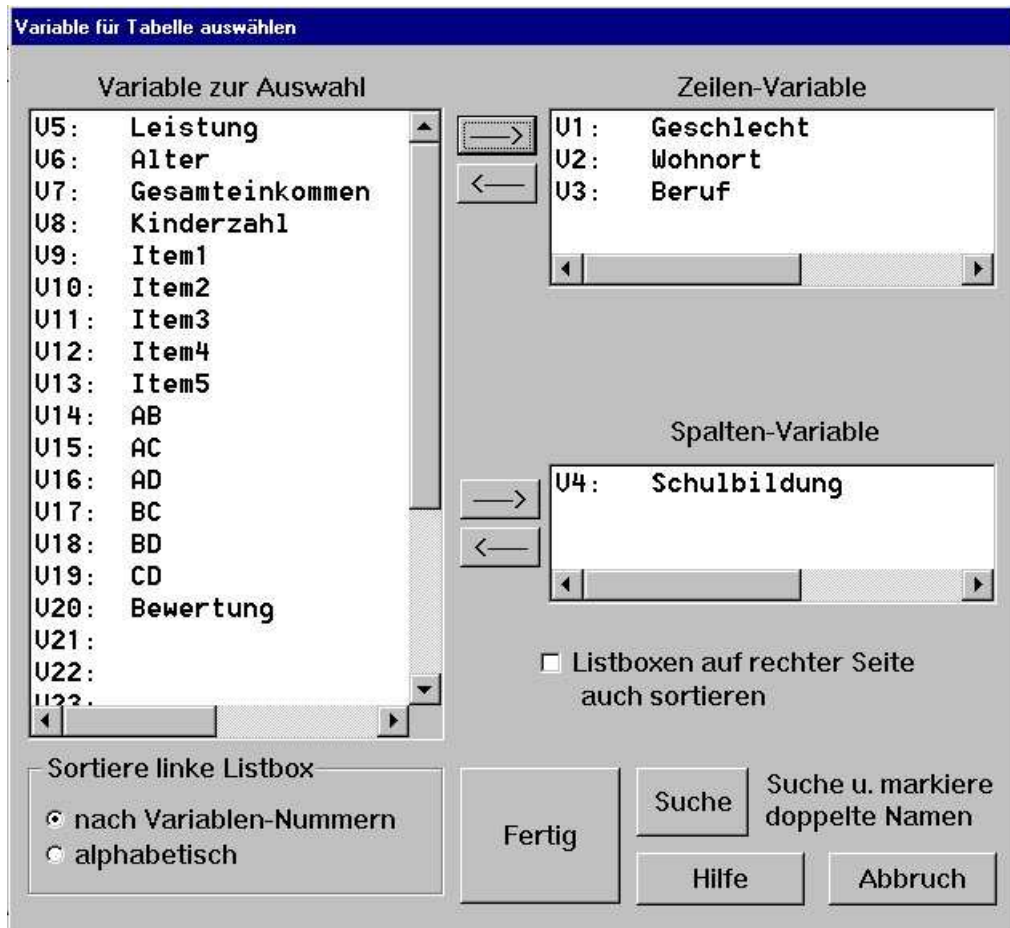 Variable für Tabelle auswählen
Variable zur Auswahl
V5: Leistung
V6: Alter
V7: Gesamteinkommen
V8: Kinderzahl
V9: Item1
V10: Item2
V11: Item3
V12: Item4
V13: Item5
V14: AB
V15: AC
V16: AD
V17: BC
V18: BD
V19: CD
V20: Bewertung
V21:
V22:
V23:
Sortiere linke Listbox
nach Variablen-Nummern
alphabetisch
Zeilen-Variable
V1: Geschlecht
V2: Wohnort
V3: Beruf
Spalten-Variable
V4: Schulbildung
Listboxen auf rechter Seite
auch sortieren
Fertig
Suche
Suche u. markiere
doppelte Namen
Hilfe
Abbruch